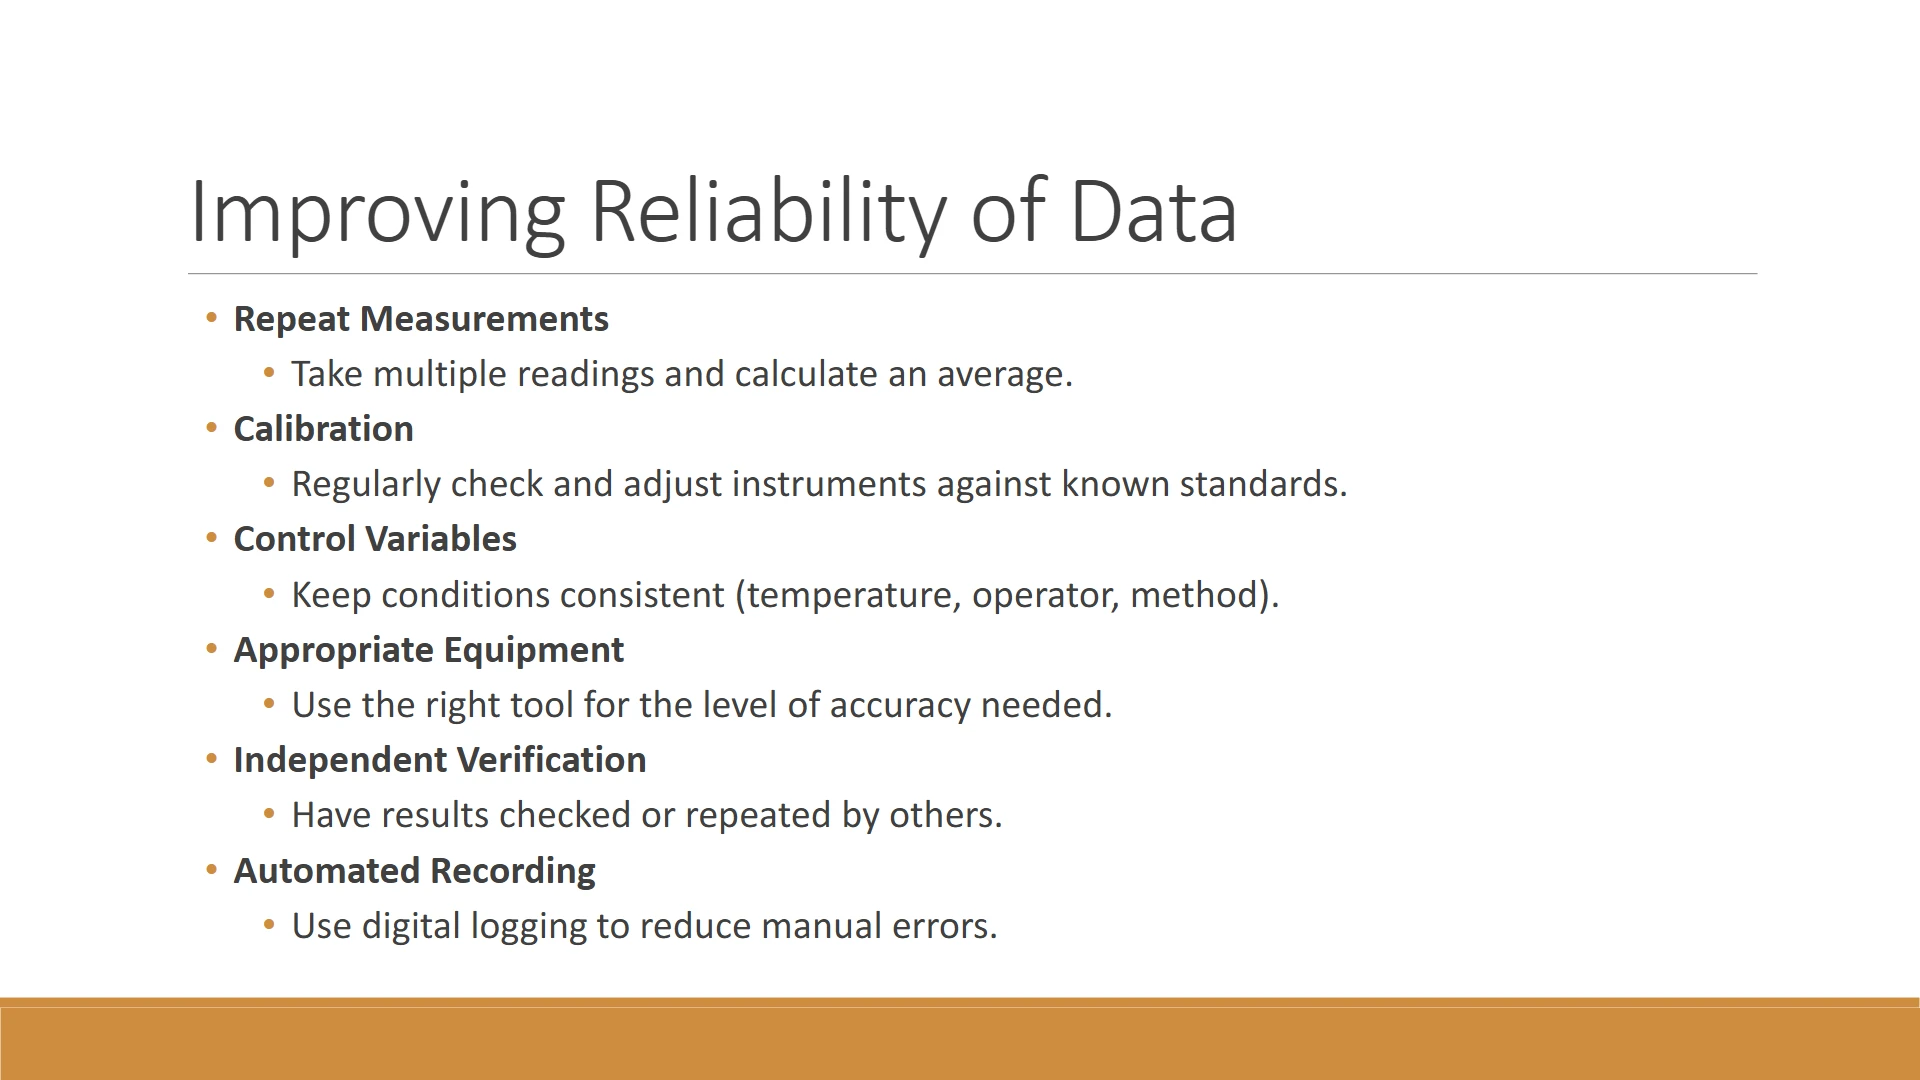 Improving Reliability of Data
• Repeat Measurements
• Take multiple readings and calculate an average.
• Calibration
• Regularly check and adjust instruments against known standards.
• Control Variables
• Keep conditions consistent (temperature, operator, method).
• Appropriate Equipment
• Use the right tool for the level of accuracy needed.
• Independent Verification
• Have results checked or repeated by others.
• Automated Recording
• Use digital logging to reduce manual errors.